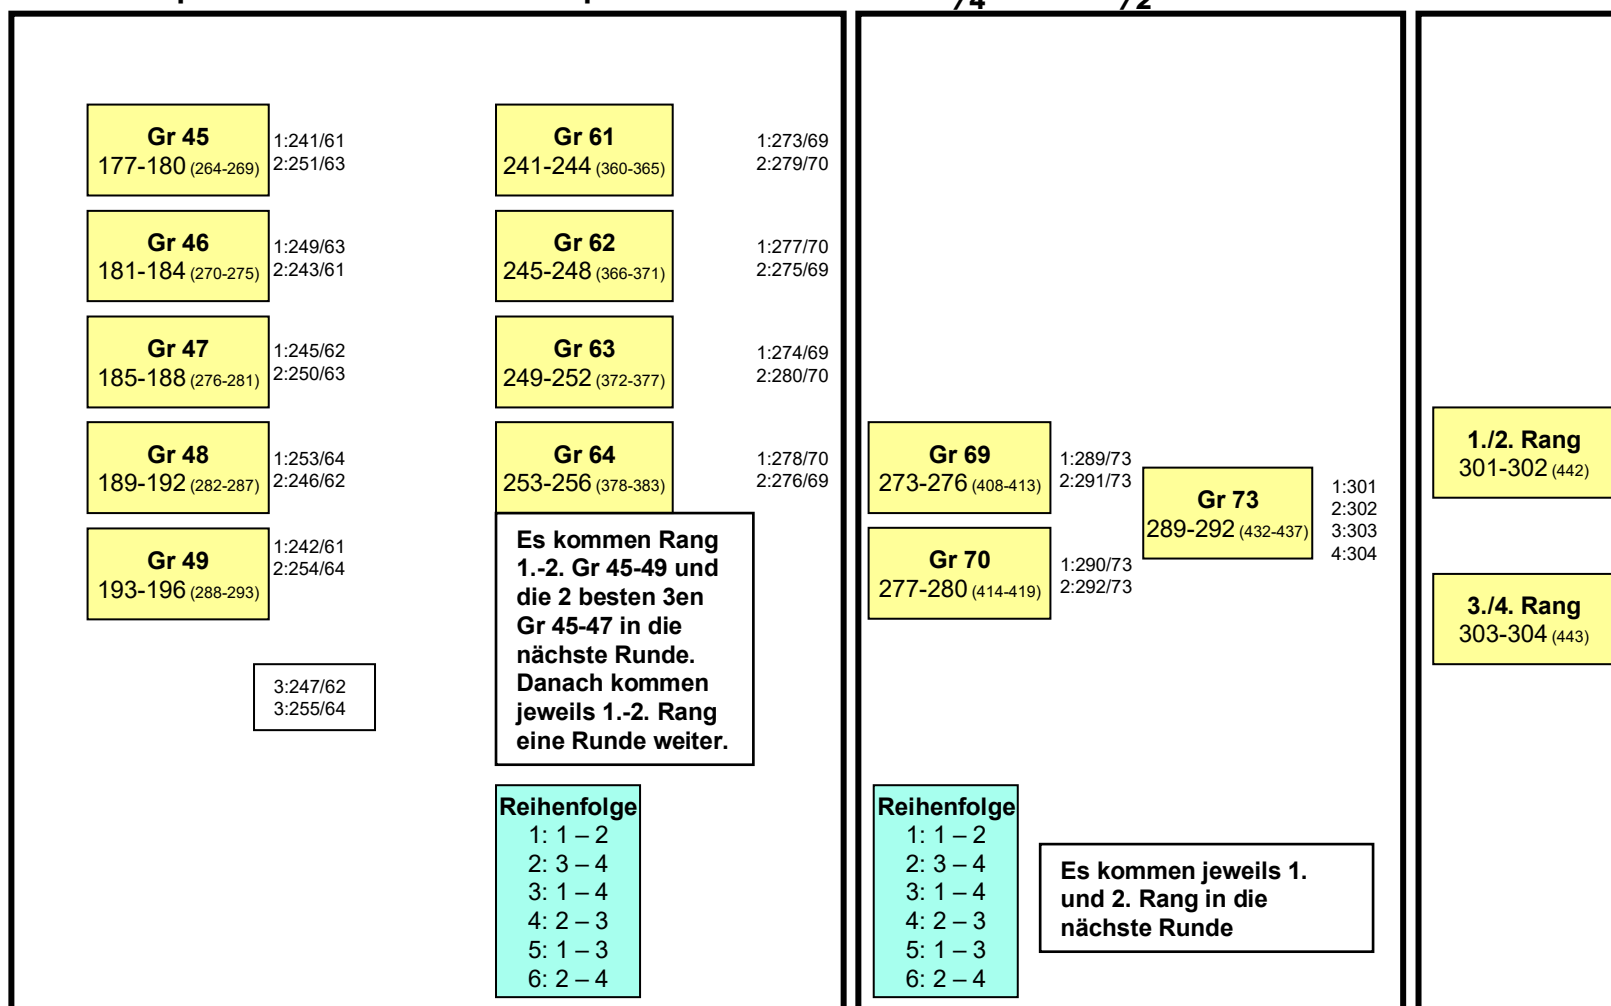 Gr 45
177-180 (264-269)
1:241/61
2:251/63
Gr 46
181-184 (270-275)
1:249/63
2:243/61
Gr 47
185-188 (276-281)
1:245/62
2:250/63
Gr 48
189-192 (282-287)
1:253/64
2:246/62
Gr 49
193-196 (288-293)
1:242/61
2:254/64
3:247/62
3:255/64
Gr 61
241-244 (360-365)
1:273/69
2:279/70
Gr 62
245-248 (366-371)
1:277/70
2:275/69
Gr 63
249-252 (372-377)
1:274/69
2:280/70
Gr 64
253-256 (378-383)
1:278/70
2:276/69
Es kommen Rang
1.-2. Gr 45-49 und
die 2 besten 3en
Gr 45-47 in die
nächste Runde.
Danach kommen
jeweils 1.-2. Rang
eine Runde weiter.
Reihenfolge
1: 1 – 2
2: 3 – 4
3: 1 – 4
4: 2 – 3
5: 1 – 3
6: 2 – 4
Gr 69
273-276 (408-413)
1:289/73
2:291/73
Gr 70
277-280 (414-419)
1:290/73
2:292/73
Gr 73
289-292 (432-437)
1:301
2:302
3:303
4:304
Reihenfolge
1: 1 – 2
2: 3 – 4
3: 1 – 4
4: 2 – 3
5: 1 – 3
6: 2 – 4
Es kommen jeweils 1.
und 2. Rang in die
nächste Runde
1./2. Rang
301-302 (442)
3./4. Rang
303-304 (443)